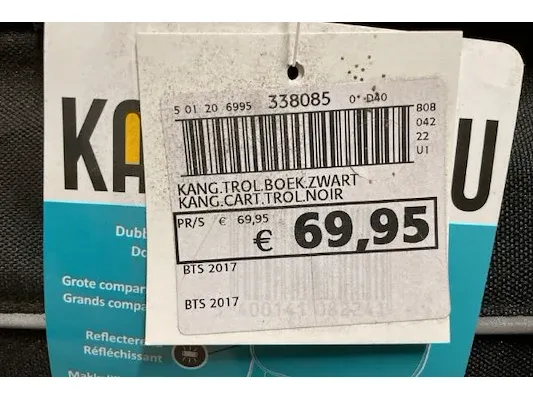 5 01 20 6995 338085 0* D40
808
042
22
U1
KANG.TROL.BOEK.ZWART
KANG.CART.TROL.NOIR
PR/S € 69,95
€ 69,95
BTS 2017
BTS 2017
KA U
Dubb
Do
Grote compar
Grands compa
Reflecteren
Réfléchissant